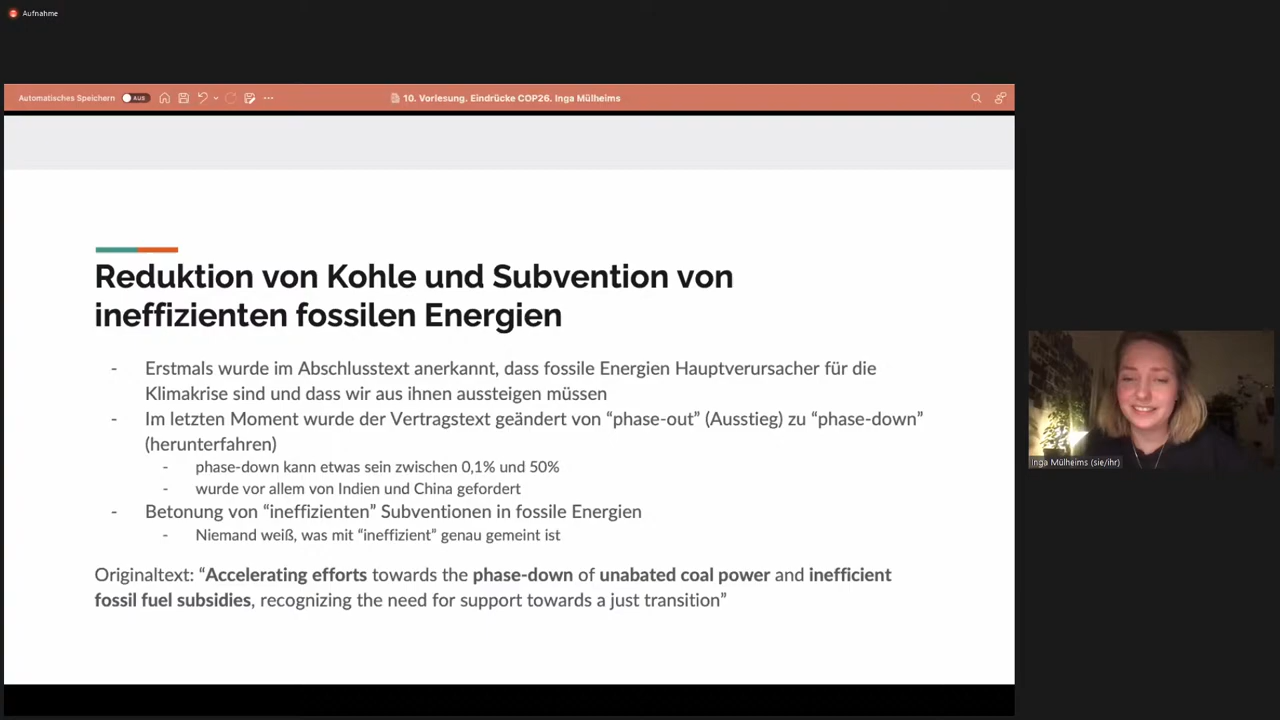 Aufnahme
Automatisches Speichern AUS
10. Vorlesung. Eindrücke COP26. Inga Mülheims
Reduktion von Kohle und Subvention von
ineffizienten fossilen Energien
- Erstmals wurde im Abschlusstext anerkannt, dass fossile Energien Hauptverursacher für die
Klimakrise sind und dass wir aus ihnen aussteigen müssen
- Im letzten Moment wurde der Vertragstext geändert von “phase-out” (Ausstieg) zu “phase-down”
(herunterfahren)
- phase-down kann etwas sein zwischen 0,1% und 50%
- wurde vor allem von Indien und China gefordert
- Betonung von “ineffizienten” Subventionen in fossile Energien
- Niemand weiß, was mit “ineffizient” genau gemeint ist
Originaltext: “Accelerating efforts towards the phase-down of unabated coal power and inefficient
fossil fuel subsidies, recognizing the need for support towards a just transition”
Inga Mülheims (sie/ihr)